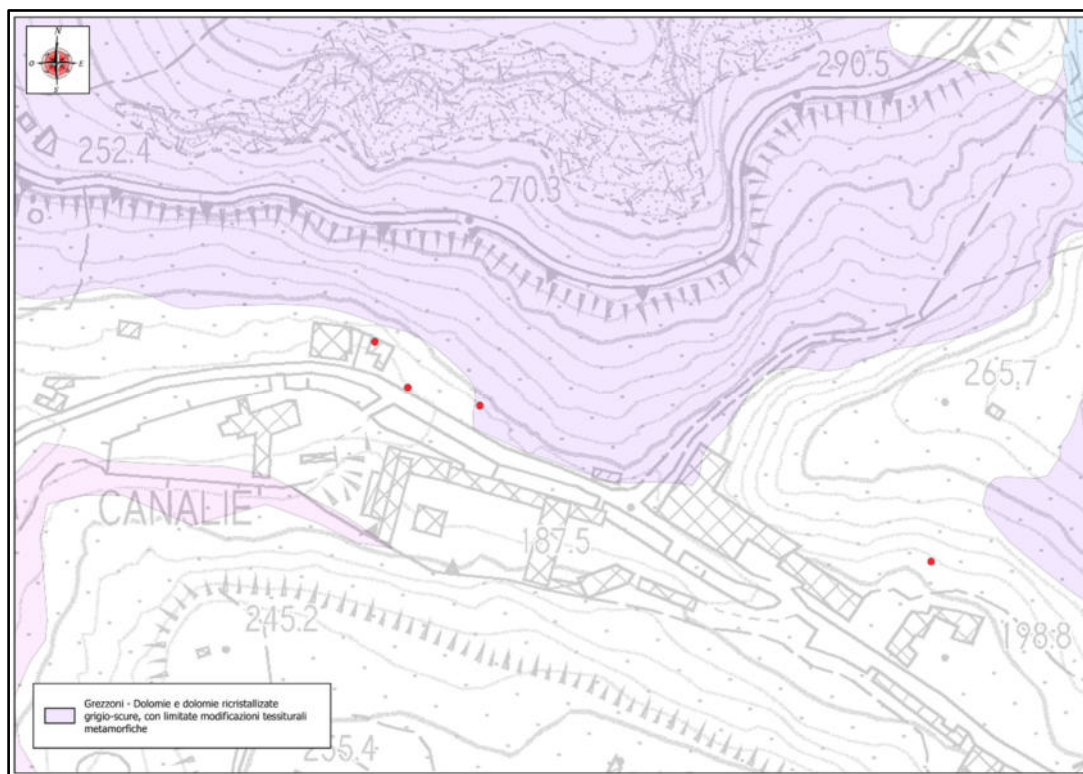 N
O E
S
290.5
252.4
270.3
265.7
CANALIE
187.5
245.2
198.8
Grezzoni - Dolomie e dolomie ricristallizate
grigio-scure, con limitate modificazioni tessiturali
metamorfiche
255.4